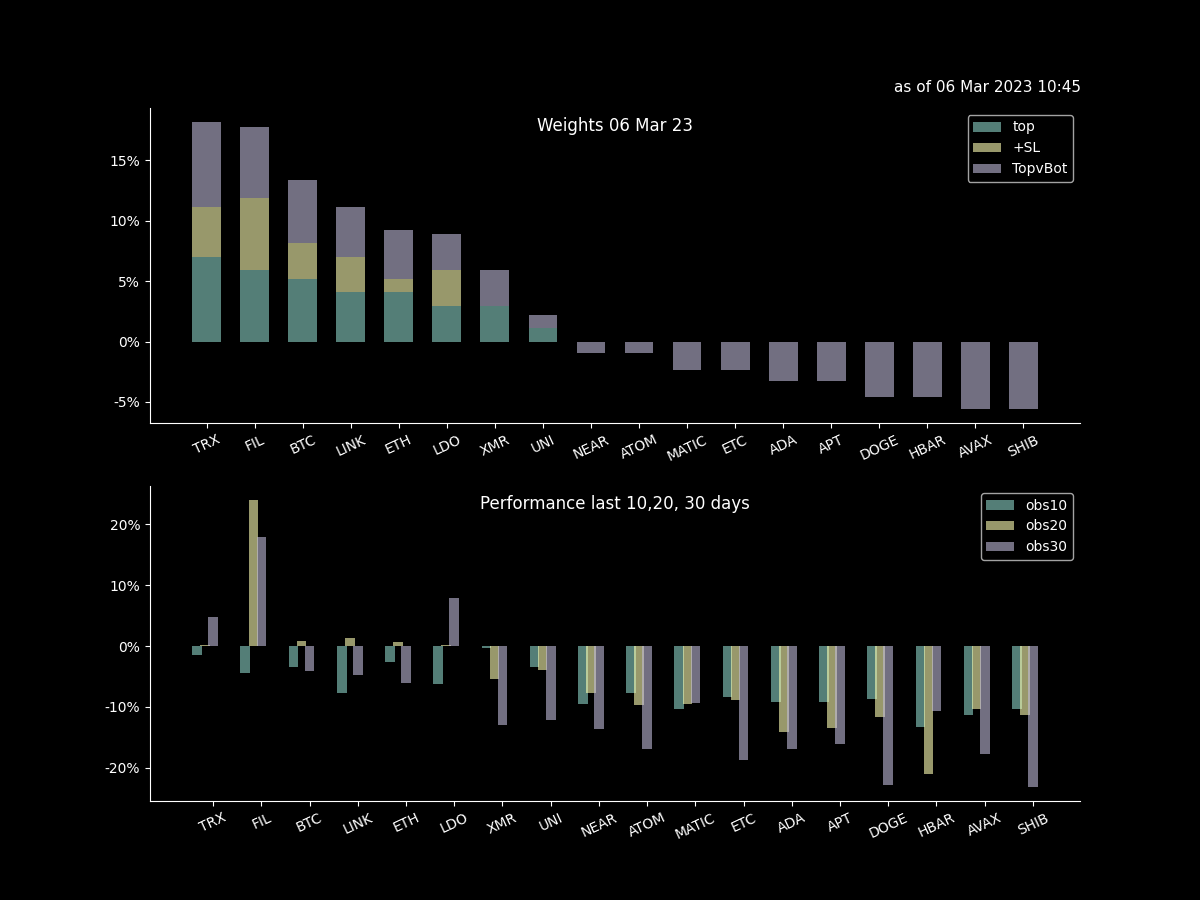 as of 06 Mar 2023 10:45
Weights 06 Mar 23
top
+SL
TopvBot
15%
10%
5%
0%
-5%
TRX FIL BTC LINK ETH LDO XMR UNI NEAR ATOM MATIC ETC ADA APT DOGE HBAR AVAX SHIB
Performance last 10,20, 30 days
obs10
obs20
obs30
20%
10%
0%
-10%
-20%
TRX FIL BTC LINK ETH LDO XMR UNI NEAR ATOM MATIC ETC ADA APT DOGE HBAR AVAX SHIB